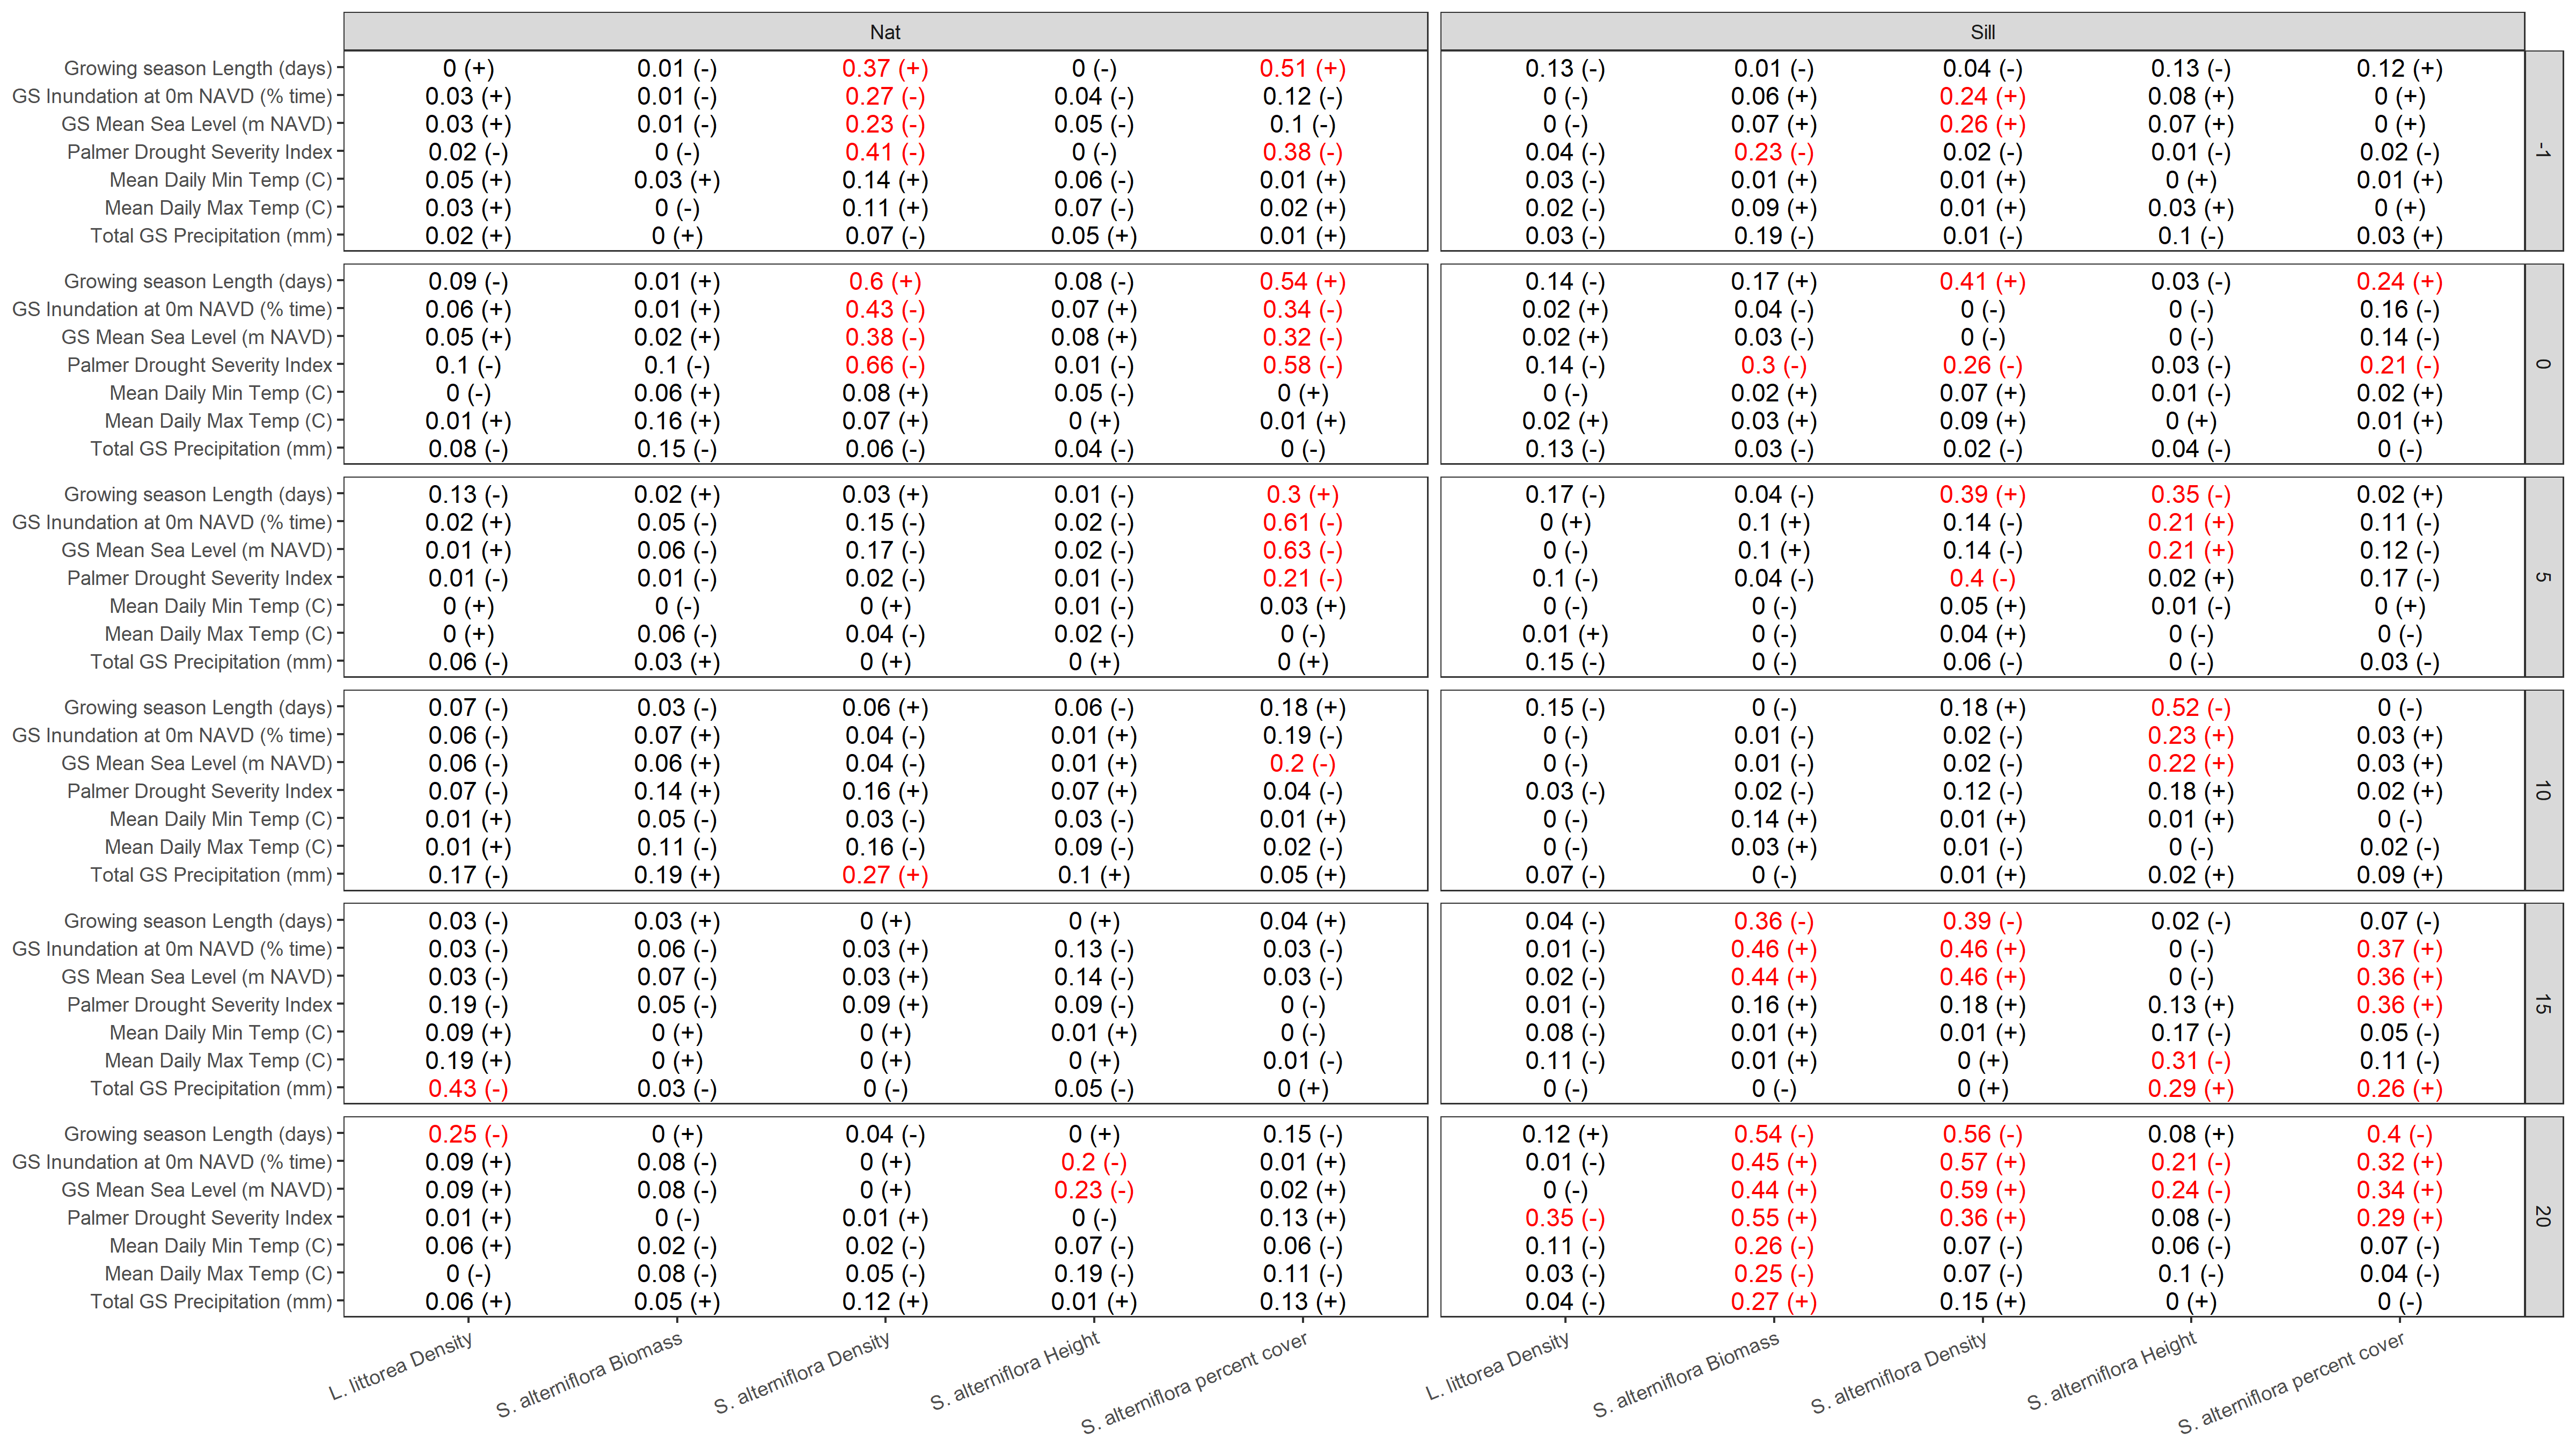 Nat Sill
Growing season Length (days) 0 (+) 0.01 (-) 0.37 (+) 0 (-) 0.51 (+) 0.13 (-) 0.01 (-) 0.04 (-) 0.13 (-) 0.12 (+)
GS Inundation at 0m NAVD (% time) 0.03 (+) 0.01 (-) 0.27 (-) 0.04 (-) 0.12 (-) 0 (-) 0.06 (+) 0.24 (+) 0.08 (+) 0 (+)
GS Mean Sea Level (m NAVD) 0.03 (+) 0.01 (-) 0.23 (-) 0.05 (-) 0.1 (-) 0 (-) 0.07 (+) 0.26 (+) 0.07 (+) 0 (+)
Palmer Drought Severity Index 0.02 (-) 0 (-) 0.41 (-) 0 (-) 0.38 (-) 0.04 (-) 0.23 (-) 0.02 (-) 0.01 (-) 0.02 (-) -1
Mean Daily Min Temp (C) 0.05 (+) 0.03 (+) 0.14 (+) 0.06 (-) 0.01 (+) 0.03 (-) 0.01 (+) 0.01 (+) 0 (+) 0.01 (+)
Mean Daily Max Temp (C) 0.03 (+) 0 (-) 0.11 (+) 0.07 (-) 0.02 (+) 0.02 (-) 0.09 (+) 0.01 (+) 0.03 (+) 0 (+)
Total GS Precipitation (mm) 0.02 (+) 0 (+) 0.07 (-) 0.05 (+) 0.01 (+) 0.03 (-) 0.19 (-) 0.01 (-) 0.1 (-) 0.03 (+)
Growing season Length (days) 0.09 (-) 0.01 (+) 0.6 (+) 0.08 (-) 0.54 (+) 0.14 (-) 0.17 (+) 0.41 (+) 0.03 (-) 0.24 (+)
GS Inundation at 0m NAVD (% time) 0.06 (+) 0.01 (+) 0.43 (-) 0.07 (+) 0.34 (-) 0.02 (+) 0.04 (-) 0 (-) 0 (-) 0.16 (-)
GS Mean Sea Level (m NAVD) 0.05 (+) 0.02 (+) 0.38 (-) 0.08 (+) 0.32 (-) 0.02 (+) 0.03 (-) 0 (-) 0 (-) 0.14 (-)
Palmer Drought Severity Index 0.1 (-) 0.1 (-) 0.66 (-) 0.01 (-) 0.58 (-) 0.14 (-) 0.3 (-) 0.26 (-) 0.03 (-) 0.21 (-) 0
Mean Daily Min Temp (C) 0 (-) 0.06 (+) 0.08 (+) 0.05 (-) 0 (+) 0 (-) 0.02 (+) 0.07 (+) 0.01 (-) 0.02 (+)
Mean Daily Max Temp (C) 0.01 (+) 0.16 (+) 0.07 (+) 0 (+) 0.01 (+) 0.02 (+) 0.03 (+) 0.09 (+) 0 (+) 0.01 (+)
Total GS Precipitation (mm) 0.08 (-) 0.15 (-) 0.06 (-) 0.04 (-) 0 (-) 0.13 (-) 0.03 (-) 0.02 (-) 0.04 (-) 0 (-)
Growing season Length (days) 0.13 (-) 0.02 (+) 0.03 (+) 0.01 (-) 0.3 (+) 0.17 (-) 0.04 (-) 0.39 (+) 0.35 (-) 0.02 (+)
GS Inundation at 0m NAVD (% time) 0.02 (+) 0.05 (-) 0.15 (-) 0.02 (-) 0.61 (-) 0 (+) 0.1 (+) 0.14 (-) 0.21 (+) 0.11 (-)
GS Mean Sea Level (m NAVD) 0.01 (+) 0.06 (-) 0.17 (-) 0.02 (-) 0.63 (-) 0 (-) 0.1 (+) 0.14 (-) 0.21 (+) 0.12 (-)
Palmer Drought Severity Index 0.01 (-) 0.01 (-) 0.02 (-) 0.01 (-) 0.21 (-) 0.1 (-) 0.04 (-) 0.4 (-) 0.02 (+) 0.17 (-) 5
Mean Daily Min Temp (C) 0 (+) 0 (-) 0 (+) 0.01 (-) 0.03 (+) 0 (-) 0 (-) 0.05 (+) 0.01 (-) 0 (+)
Mean Daily Max Temp (C) 0 (+) 0.06 (-) 0.04 (-) 0.02 (-) 0 (-) 0.01 (+) 0 (-) 0.04 (+) 0 (-) 0 (-)
Total GS Precipitation (mm) 0.06 (-) 0.03 (+) 0 (+) 0 (+) 0 (+) 0.15 (-) 0 (-) 0.06 (-) 0 (-) 0.03 (-)
Growing season Length (days) 0.07 (-) 0.03 (-) 0.06 (+) 0.06 (-) 0.18 (+) 0.15 (-) 0 (-) 0.18 (+) 0.52 (-) 0 (-)
GS Inundation at 0m NAVD (% time) 0.06 (-) 0.07 (+) 0.04 (-) 0.01 (+) 0.19 (-) 0 (-) 0.01 (-) 0.02 (-) 0.23 (+) 0.03 (+)
GS Mean Sea Level (m NAVD) 0.06 (-) 0.06 (+) 0.04 (-) 0.01 (+) 0.2 (-) 0 (-) 0.01 (-) 0.02 (-) 0.22 (+) 0.03 (+)
Palmer Drought Severity Index 0.07 (-) 0.14 (+) 0.16 (+) 0.07 (+) 0.04 (-) 0.03 (-) 0.02 (-) 0.12 (-) 0.18 (+) 0.02 (+) 10
Mean Daily Min Temp (C) 0.01 (+) 0.05 (-) 0.03 (-) 0.03 (-) 0.01 (+) 0 (-) 0.14 (+) 0.01 (+) 0.01 (+) 0 (-)
Mean Daily Max Temp (C) 0.01 (+) 0.11 (-) 0.16 (-) 0.09 (-) 0.02 (-) 0 (-) 0.03 (+) 0.01 (-) 0 (-) 0.02 (-)
Total GS Precipitation (mm) 0.17 (-) 0.19 (+) 0.27 (+) 0.1 (+) 0.05 (+) 0.07 (-) 0 (-) 0.01 (+) 0.02 (+) 0.09 (+)
Growing season Length (days) 0.03 (-) 0.03 (+) 0 (+) 0 (+) 0.04 (+) 0.04 (-) 0.36 (-) 0.39 (-) 0.02 (-) 0.07 (-)
GS Inundation at 0m NAVD (% time) 0.03 (-) 0.06 (-) 0.03 (+) 0.13 (-) 0.03 (-) 0.01 (-) 0.46 (+) 0.46 (+) 0 (-) 0.37 (+)
GS Mean Sea Level (m NAVD) 0.03 (-) 0.07 (-) 0.03 (+) 0.14 (-) 0.03 (-) 0.02 (-) 0.44 (+) 0.46 (+) 0 (-) 0.36 (+)
Palmer Drought Severity Index 0.19 (-) 0.05 (-) 0.09 (+) 0.09 (-) 0 (-) 0.01 (-) 0.16 (+) 0.18 (+) 0.13 (+) 0.36 (+) 15
Mean Daily Min Temp (C) 0.09 (+) 0 (+) 0 (+) 0.01 (+) 0 (-) 0.08 (-) 0.01 (+) 0.01 (+) 0.17 (-) 0.05 (-)
Mean Daily Max Temp (C) 0.19 (+) 0 (+) 0 (+) 0 (+) 0.01 (-) 0.11 (-) 0.01 (+) 0 (+) 0.31 (-) 0.11 (-)
Total GS Precipitation (mm) 0.43 (-) 0.03 (-) 0 (-) 0.05 (-) 0 (+) 0 (-) 0 (-) 0 (+) 0.29 (+) 0.26 (+)
Growing season Length (days) 0.25 (-) 0 (+) 0.04 (-) 0 (+) 0.15 (-) 0.12 (+) 0.54 (-) 0.56 (-) 0.08 (+) 0.4 (-)
GS Inundation at 0m NAVD (% time) 0.09 (+) 0.08 (-) 0 (+) 0.2 (-) 0.01 (+) 0.01 (-) 0.45 (+) 0.57 (+) 0.21 (-) 0.32 (+)
GS Mean Sea Level (m NAVD) 0.09 (+) 0.08 (-) 0 (+) 0.23 (-) 0.02 (+) 0 (-) 0.44 (+) 0.59 (+) 0.24 (-) 0.34 (+)
Palmer Drought Severity Index 0.01 (+) 0 (-) 0.01 (+) 0 (-) 0.13 (+) 0.35 (-) 0.55 (+) 0.36 (+) 0.08 (-) 0.29 (+) 20
Mean Daily Min Temp (C) 0.06 (+) 0.02 (-) 0.02 (-) 0.07 (-) 0.06 (-) 0.11 (-) 0.26 (-) 0.07 (-) 0.06 (-) 0.07 (-)
Mean Daily Max Temp (C) 0 (-) 0.08 (-) 0.05 (-) 0.19 (-) 0.11 (-) 0.03 (-) 0.25 (-) 0.07 (-) 0.1 (-) 0.04 (-)
Total GS Precipitation (mm) 0.06 (+) 0.05 (+) 0.12 (+) 0.01 (+) 0.13 (+) 0.04 (-) 0.27 (+) 0.15 (+) 0 (+) 0 (-)
L. littorea Density S. alterniflora Biomass S. alterniflora Density S. alterniflora Height S. alterniflora percent cover L. littorea Density S. alterniflora Biomass S. alterniflora Density S. alterniflora Height S. alterniflora percent cover